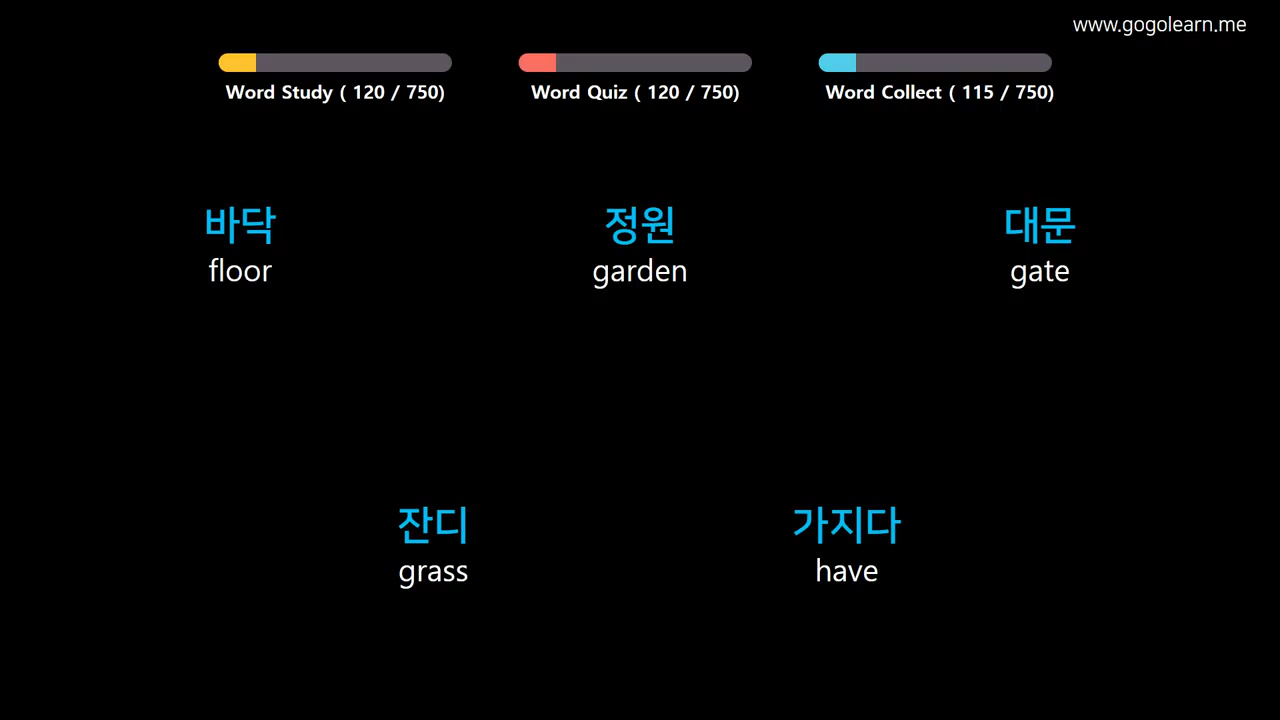 www.gogolearn.me
Word Study ( 120 / 750)
Word Quiz ( 120 / 750)
Word Collect ( 115 / 750)
바닥
floor
정원
garden
대문
gate
잔디
grass
가지다
have